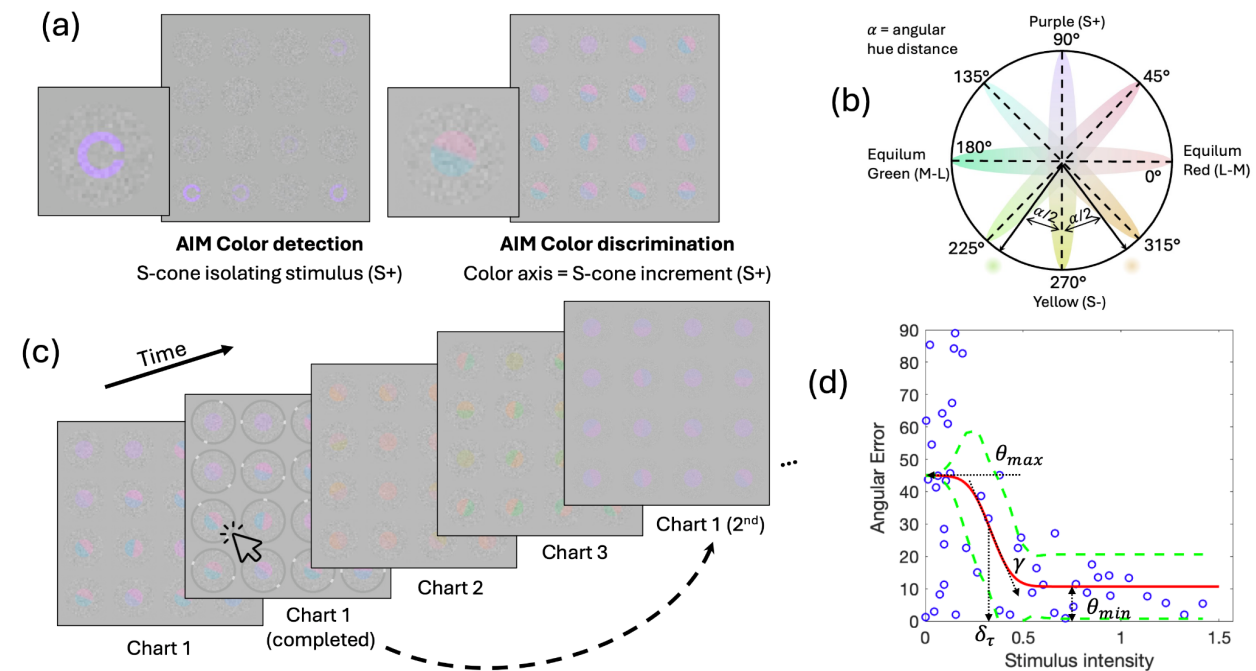 (a)
AIM Color detection
S-cone isolating stimulus (S+)
AIM Color discrimination
Color axis = S-cone increment (S+)
(b)
α = angular
hue distance
Purple (S+)
90°
135°
45°
Equilum
Green (M-L)
180°
Equilum
Red (L-M)
0°
α/2
α/2
225°
315°
270°
Yellow (S-)
(c)
Time
Chart 1
Chart 1
(completed)
Chart 2
Chart 3
Chart 1 (2nd)
...
(d)
Angular Error
90
80
70
60
50
40
30
20
10
0
θmax
γ
θmin
δτ
0
0.5
1
1.5
Stimulus intensity